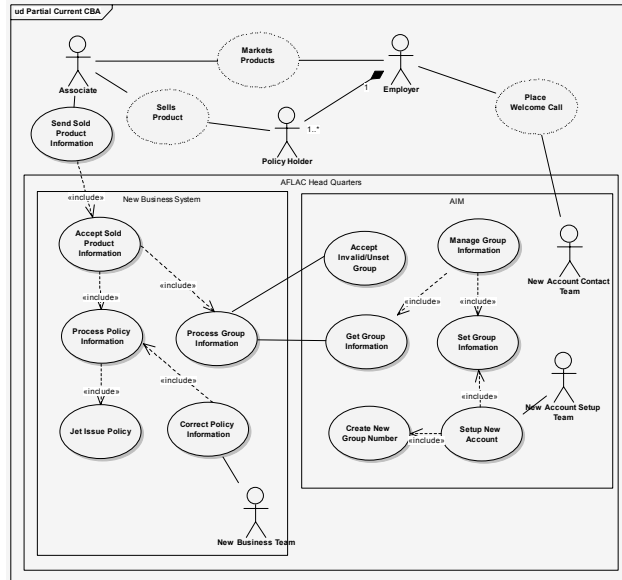 ud Partial Current CBA
Markets
Products
Associate
Employer
Sells
Product
Place
Welcome Call
1
1..*
Send Sold
Product
Information
Policy Holder
AFLAC Head Quarters
«include»
New Business System
AIM
Accept Sold
Product
Information
Accept
Invalid/Unset
Group
Manage Group
Information
New Account Contact
Team
«include»
«include»
«include»
«include»
Process Policy
Information
Process Group
Information
Get Group
Information
Set Group
Infomation
«include»
«include»
«include»
New Account Setup
Team
Jet Issue Policy
Correct Policy
Information
Create New
Group Number
«include»
Setup New
Account
New Business Team